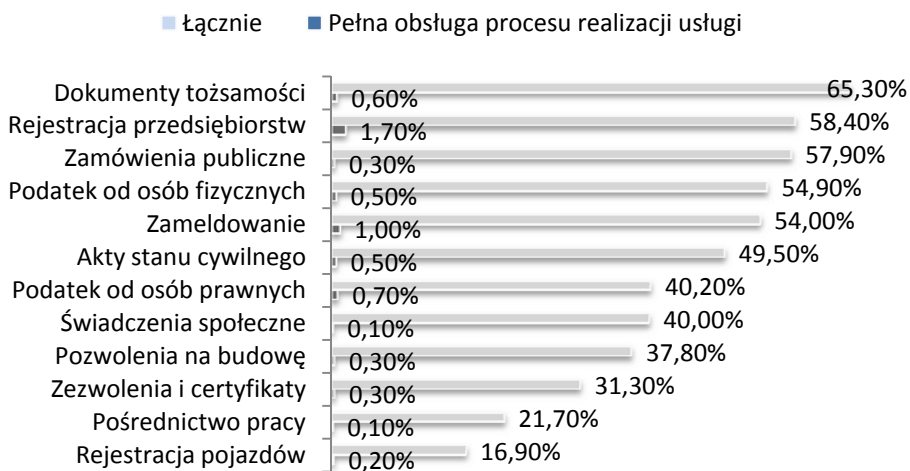 Łącznie Pełna obsługa procesu realizacji usługi
Dokumenty tożsamości 65,30%
0,60%
Rejestracja przedsiębiorstw 58,40%
1,70%
Zamówienia publiczne 57,90%
0,30%
Podatek od osób fizycznych 54,90%
0,50%
Zameldowanie 54,00%
1,00%
Akty stanu cywilnego 49,50%
0,50%
Podatek od osób prawnych 40,20%
0,70%
Świadczenia społeczne 40,00%
0,10%
Pozwolenia na budowę 37,80%
0,30%
Zezwolenia i certyfikaty 31,30%
0,30%
Pośrednictwo pracy 21,70%
0,10%
Rejestracja pojazdów 16,90%
0,20%